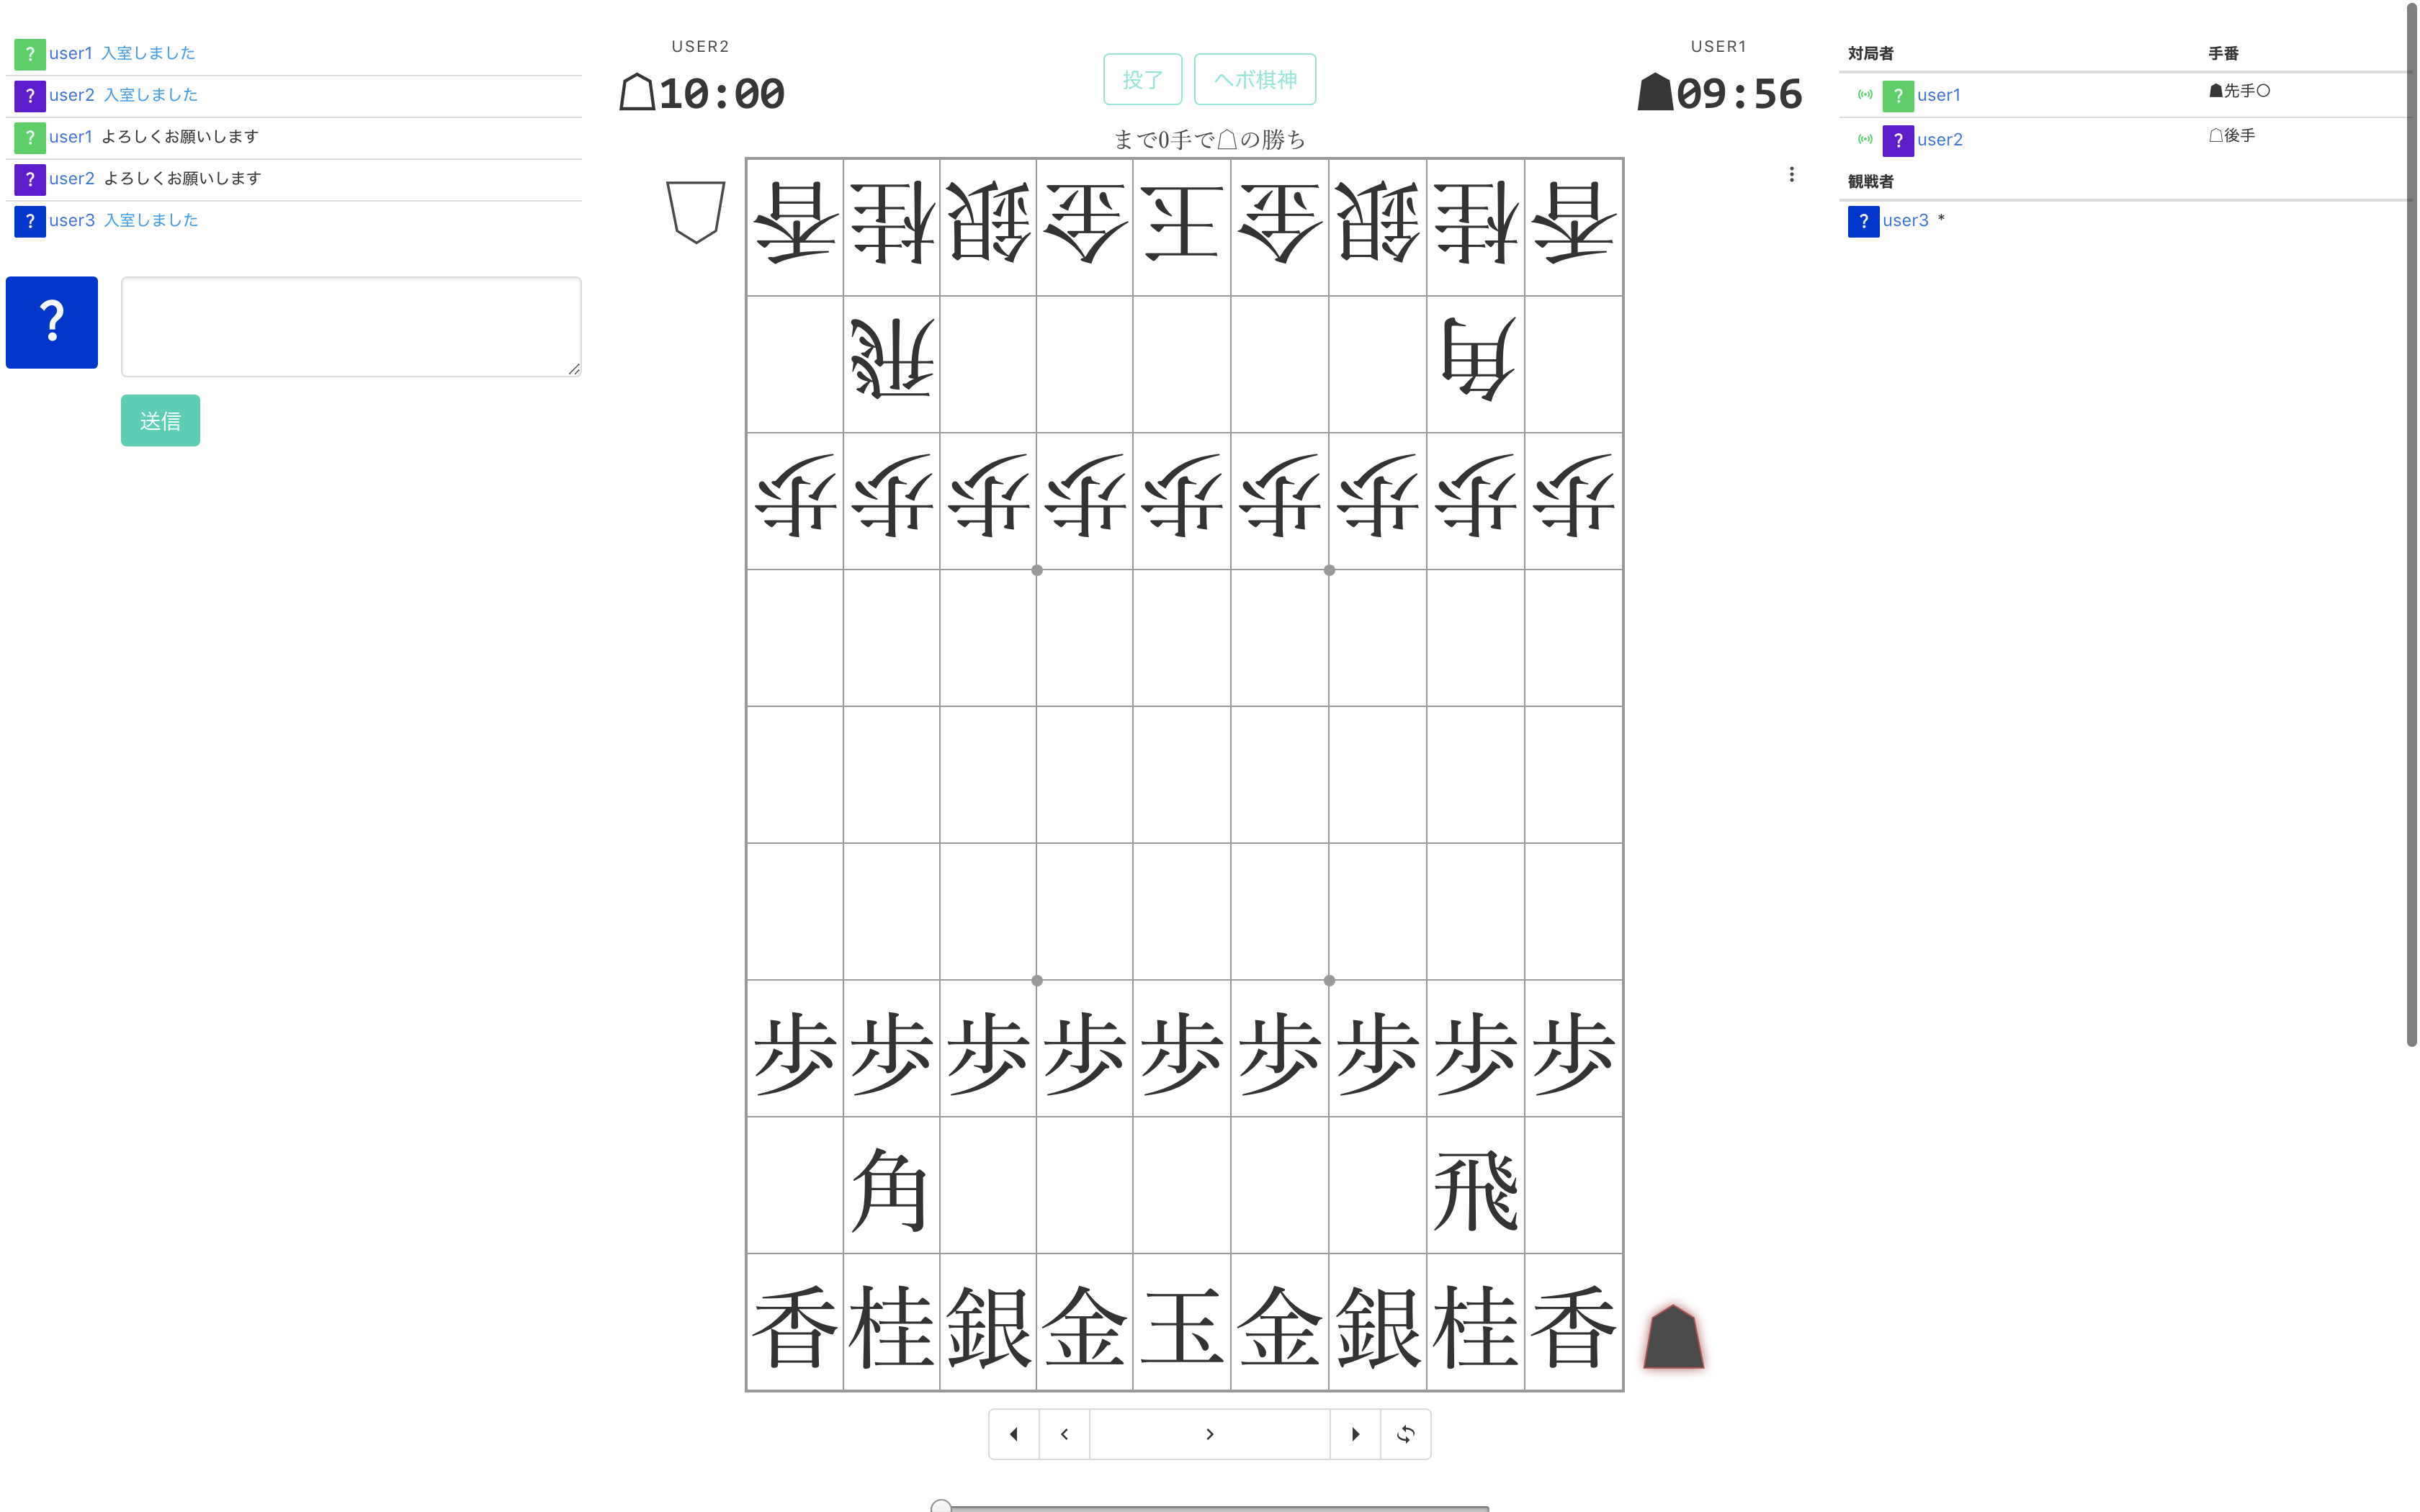 ? user1 入室しました
? user2 入室しました
? user1 よろしくお願いします
? user2 よろしくお願いします
? user3 入室しました
?
送信
USER2
☖10:00
投了 ヘボ棋神
USER1
☗09:56
まで0手で☖の勝ち
香桂銀金玉金銀桂香
飛角
歩歩歩歩歩歩歩歩歩
歩歩歩歩歩歩歩歩歩
角飛
香桂銀金玉金銀桂香
対局者 手番
? user1 ☗先手○
? user2 ☖後手
観戦者
? user3 *